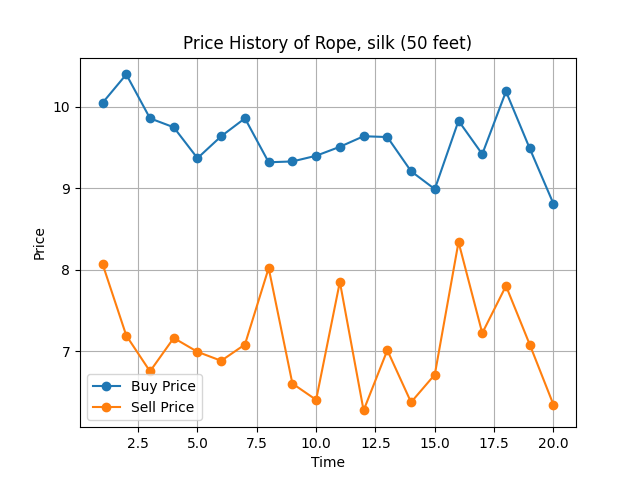 Price History of Rope, silk (50 feet)
10
9
8
7
Price
Buy Price
Sell Price
2.5 5.0 7.5 10.0 12.5 15.0 17.5 20.0
Time